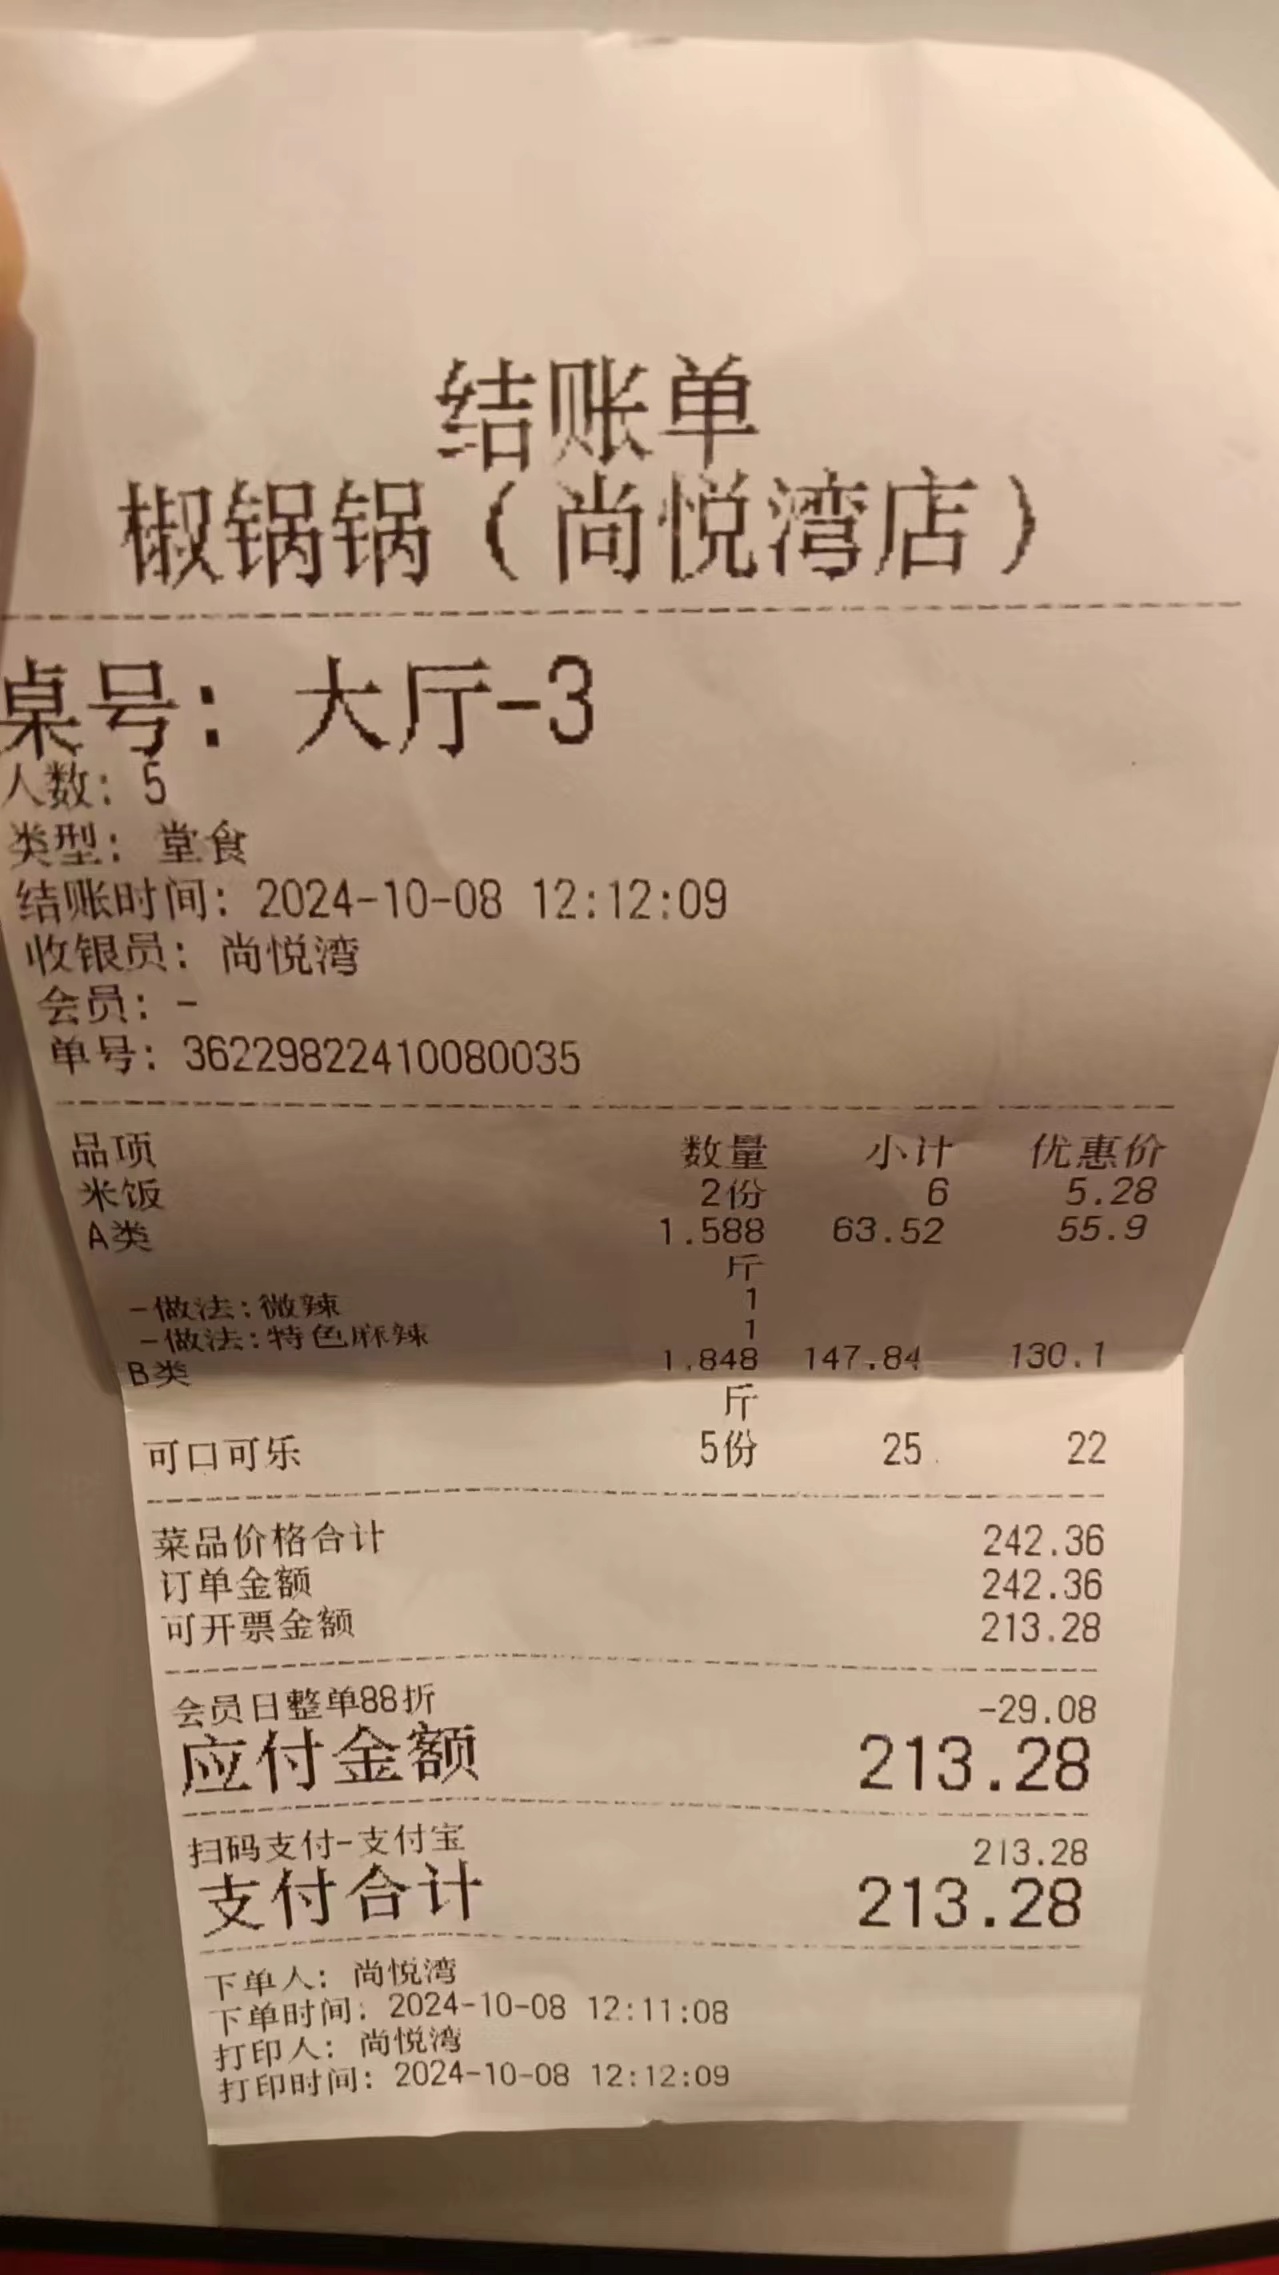 结账单
椒锅锅（尚悦湾店）
桌号：大厅-3
人数：5
类型：堂食
结账时间：2024-10-08 12:12:09
收银员：尚悦湾
会员：-
单号：36229822410080035
品项 数量 小计 优惠价
米饭 2份 6 5.28
A类 1.588 63.52 55.9
斤
-做法:微辣 1
-做法:特色麻辣 1
B类 1.848 147.84 130.1
斤
可口可乐 5份 25 22
菜品价格合计 242.36
订单金额 242.36
可开票金额 213.28
会员日整单88折 -29.08
应付金额 213.28
扫码支付-支付宝 213.28
支付合计 213.28
下单人：尚悦湾
下单时间：2024-10-08 12:11:08
打印人：尚悦湾
打印时间：2024-10-08 12:12:09